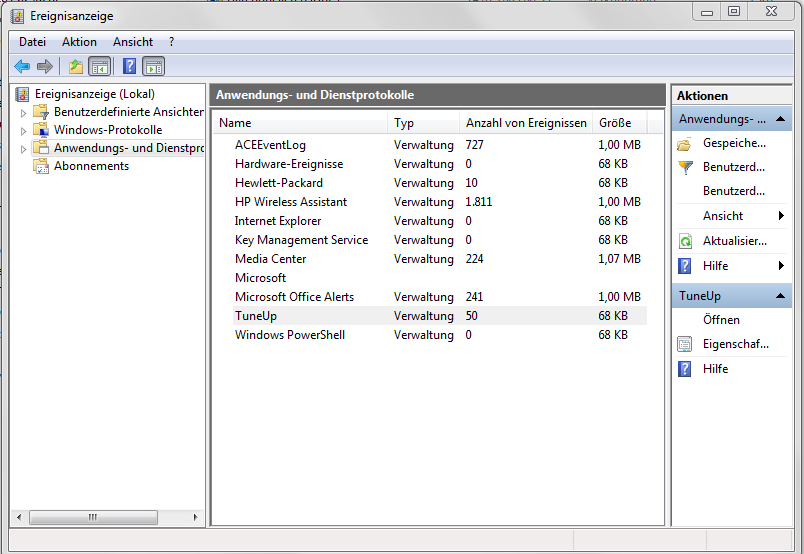 Ereignisanzeige
Datei Aktion Ansicht ?
Ereignisanzeige (Lokal)
Benutzerdefinierte Ansichten
Windows-Protokolle
Anwendungs- und Dienstpro
Abonnements
Anwendungs- und Dienstprotokolle
Name Typ Anzahl von Ereignissen Größe
ACEEventLog Verwaltung 727 1,00 MB
Hardware-Ereignisse Verwaltung 0 68 KB
Hewlett-Packard Verwaltung 10 68 KB
HP Wireless Assistant Verwaltung 1.811 1,00 MB
Internet Explorer Verwaltung 0 68 KB
Key Management Service Verwaltung 0 68 KB
Media Center Verwaltung 224 1,07 MB
Microsoft
Microsoft Office Alerts Verwaltung 241 1,00 MB
TuneUp Verwaltung 50 68 KB
Windows PowerShell Verwaltung 0 68 KB
Aktionen
Anwendungs- ...
Gespeiche...
Benutzerd...
Benutzerd...
Ansicht
Aktualisier...
Hilfe
TuneUp
Öffnen
Eigenschaf...
Hilfe